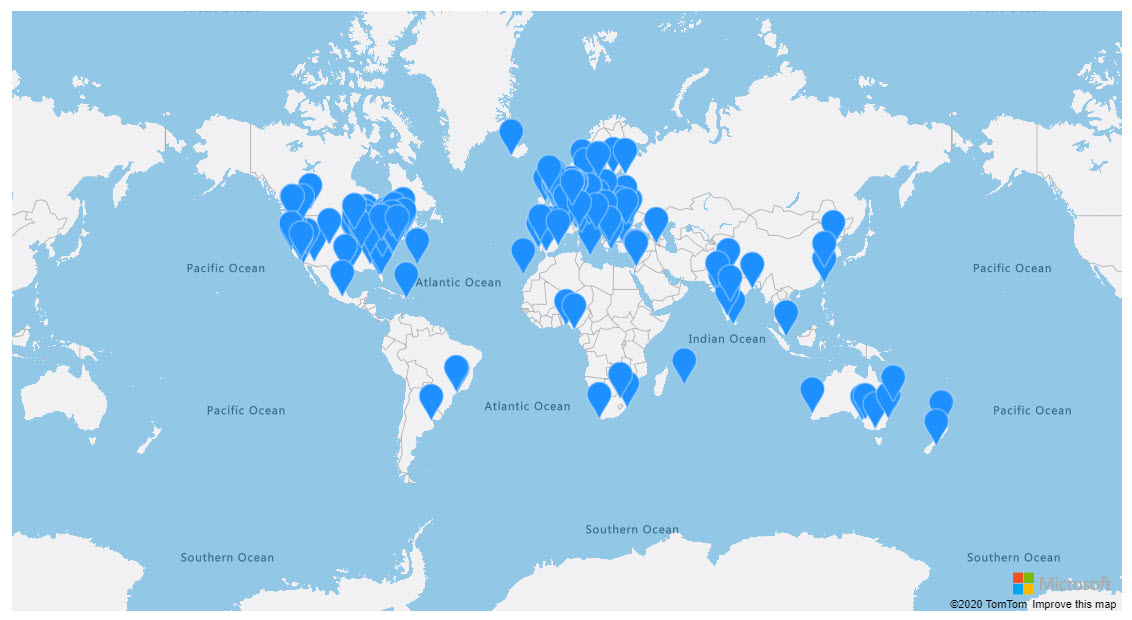 Pacific Ocean
Atlantic Ocean
Pacific Ocean
Indian Ocean
Pacific Ocean
Atlantic Ocean
Pacific Ocean
Southern Ocean
Southern Ocean
Southern Ocean
Microsoft
©2020 TomTom Improve this map